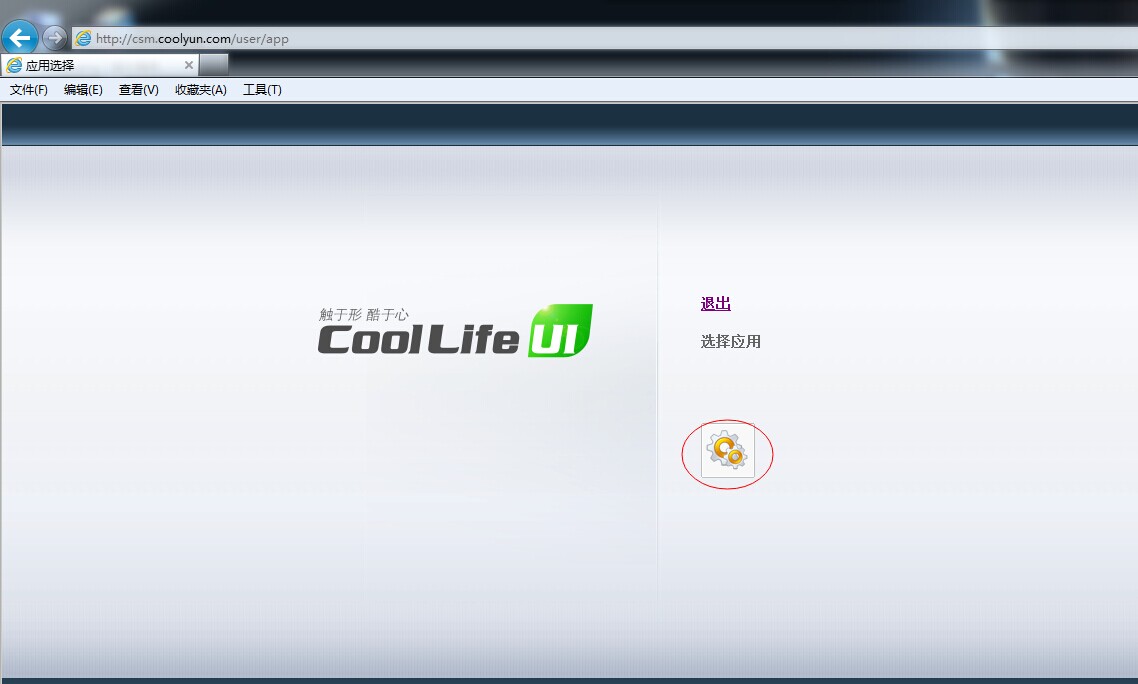 http://csm.coolyun.com/user/app
应用选择
文件(F) 编辑(E) 查看(V) 收藏夹(A) 工具(T)
触于形 酷于心
Cool Life UI
退出
选择应用